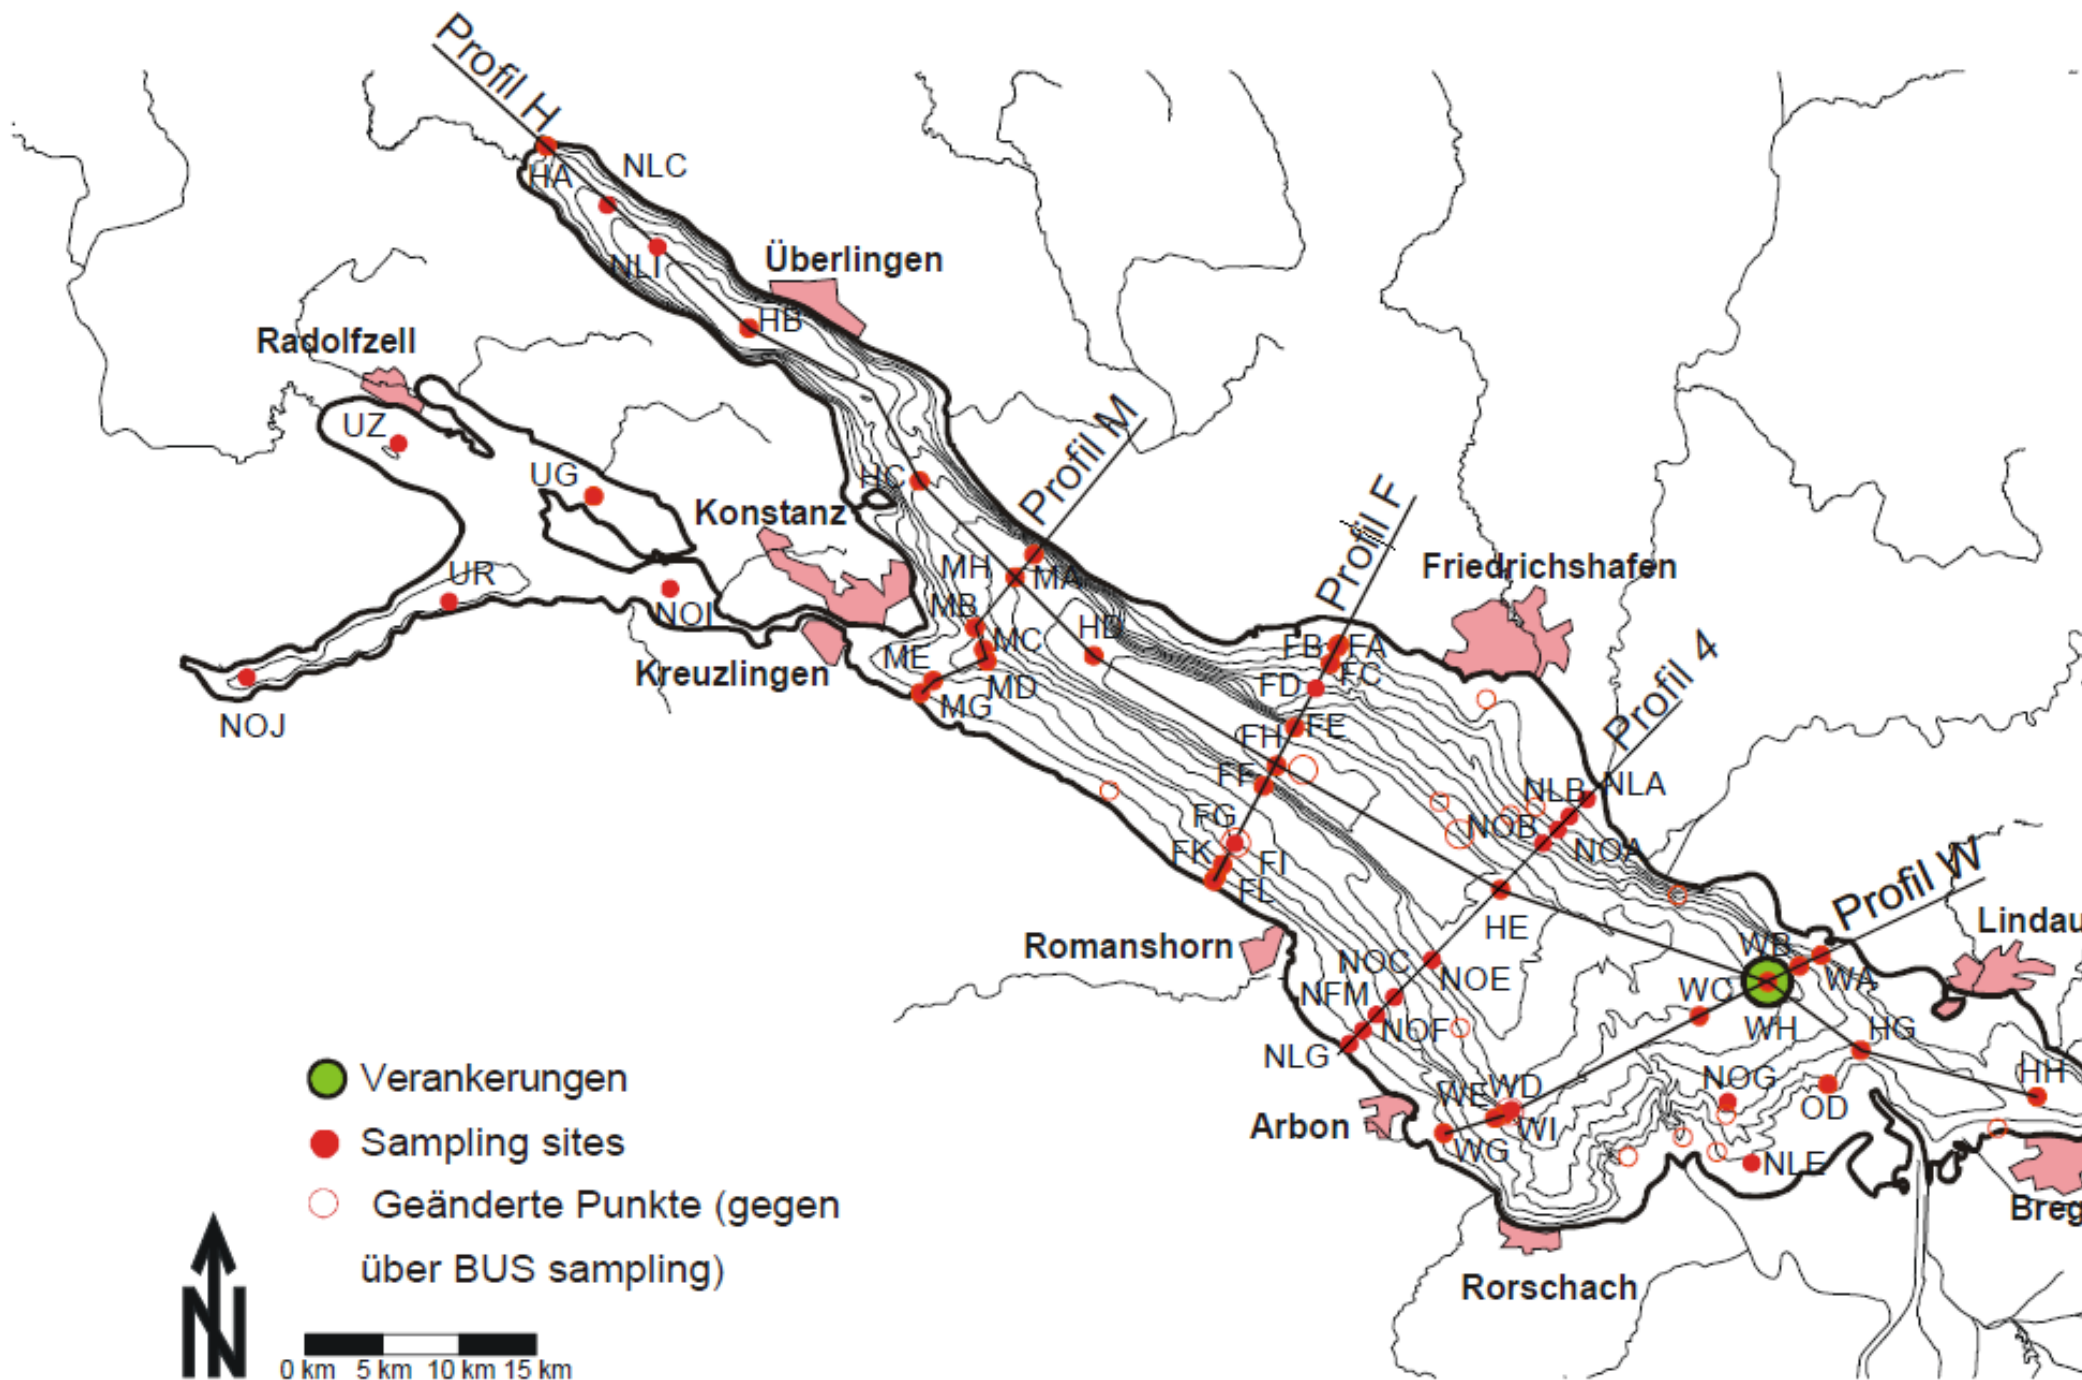 Profil H
HA
NLC
NLI
Überlingen
HB
Radolfzell
UZ
Profil M
UG
HC
Konstanz
Profil F
MH
MA
Friedrichshafen
UR
NOI
MB
HD
MC
FB
FA
ME
Kreuzlingen
MD
FC
FD
Profil 4
MG
NOJ
FE
FH
FF
NLB
NLA
FG
NOB
NOA
FK
FI
FL
Profil W
HE
Romanshorn
Lindau
WB
NOC
NOE
WA
NFM
WC
WH
NOF
HG
NLG
Verankerungen
NOG
HH
WE
WD
OD
Arbon
WI
Sampling sites
WG
NLE
Geänderte Punkte (gegen
über BUS sampling)
Breg
Rorschach
N
0 km 5 km 10 km 15 km